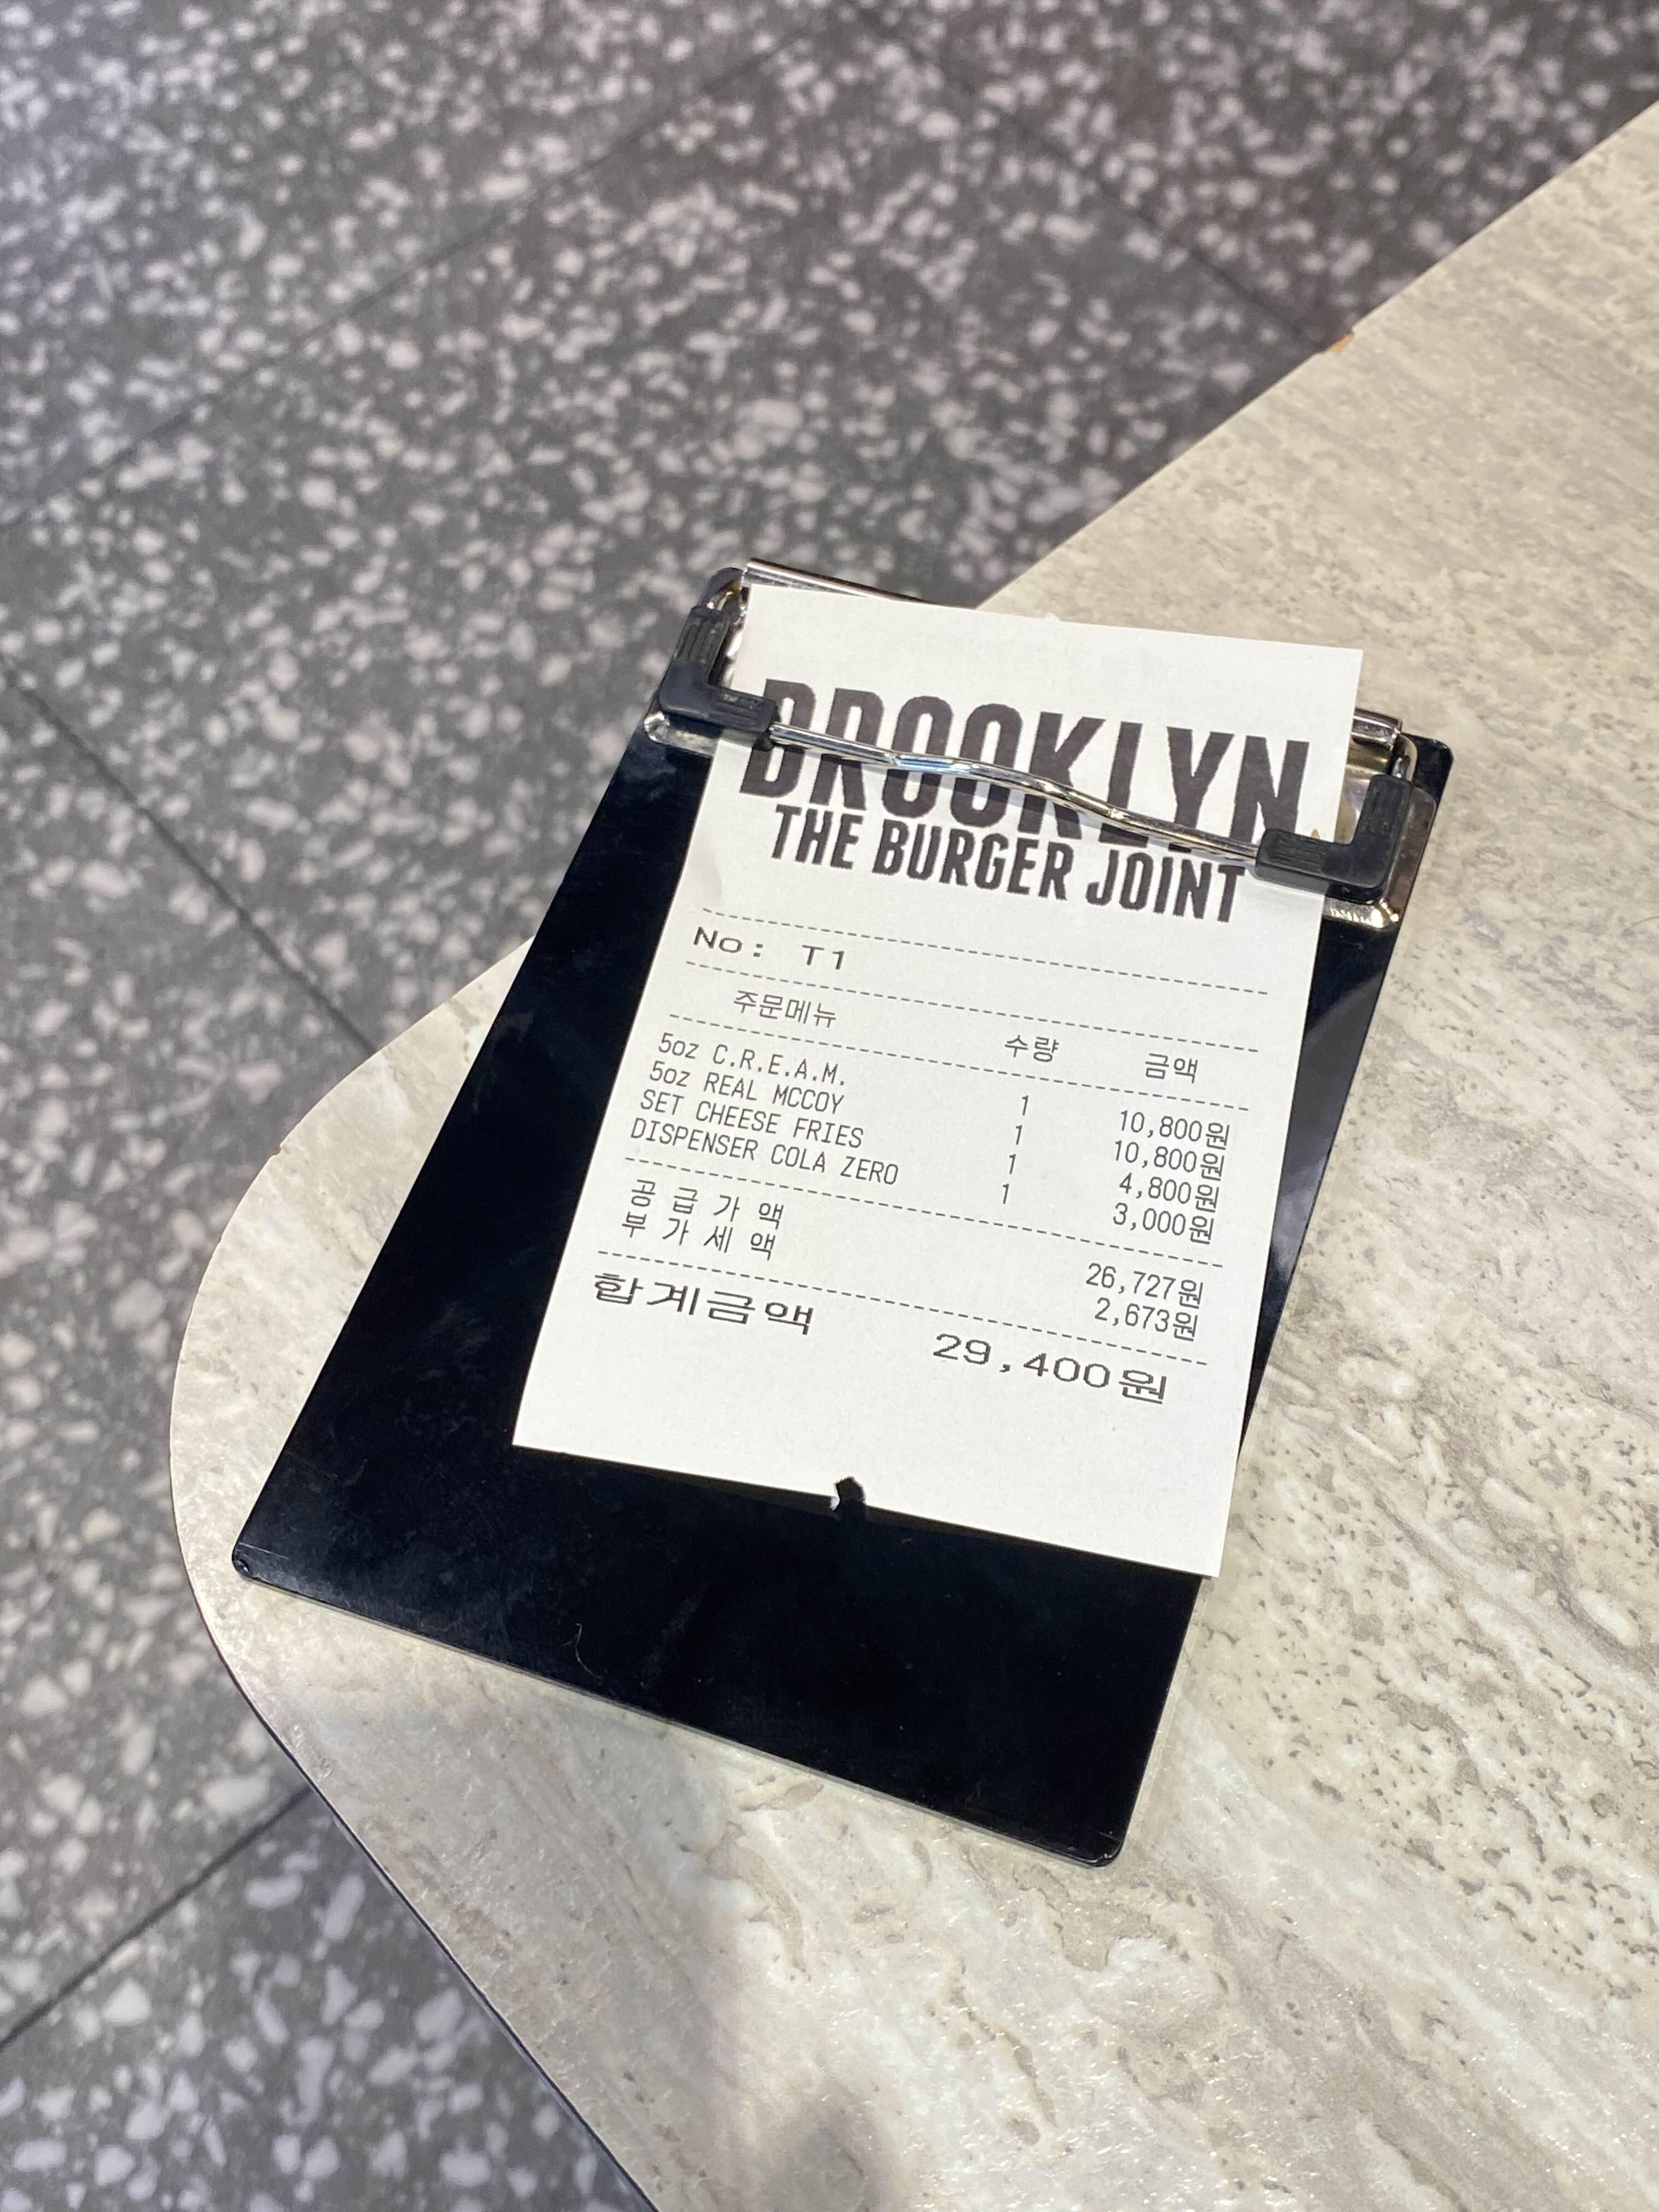 BROOKLYN
THE BURGER JOINT
No: T1
주문메뉴 수량 금액
5oz C.R.E.A.M. 1 10,800원
5oz REAL MCCOY 1 10,800원
SET CHEESE FRIES 1 4,800원
DISPENSER COLA ZERO 1 3,000원
공 급 가 액 26,727원
부 가 세 액 2,673원
합계금액 29,400원